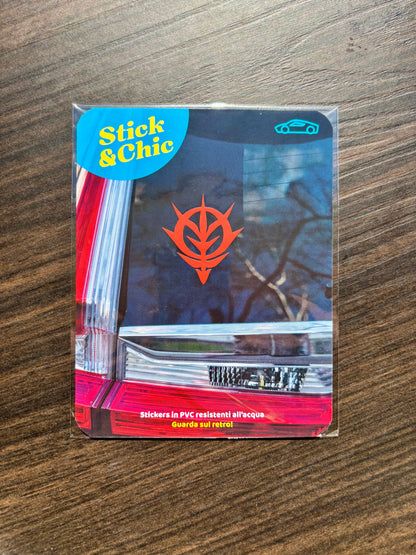 Stick
&Chic
Stickers in PVC resistenti all'acqua
Guarda sul retro!